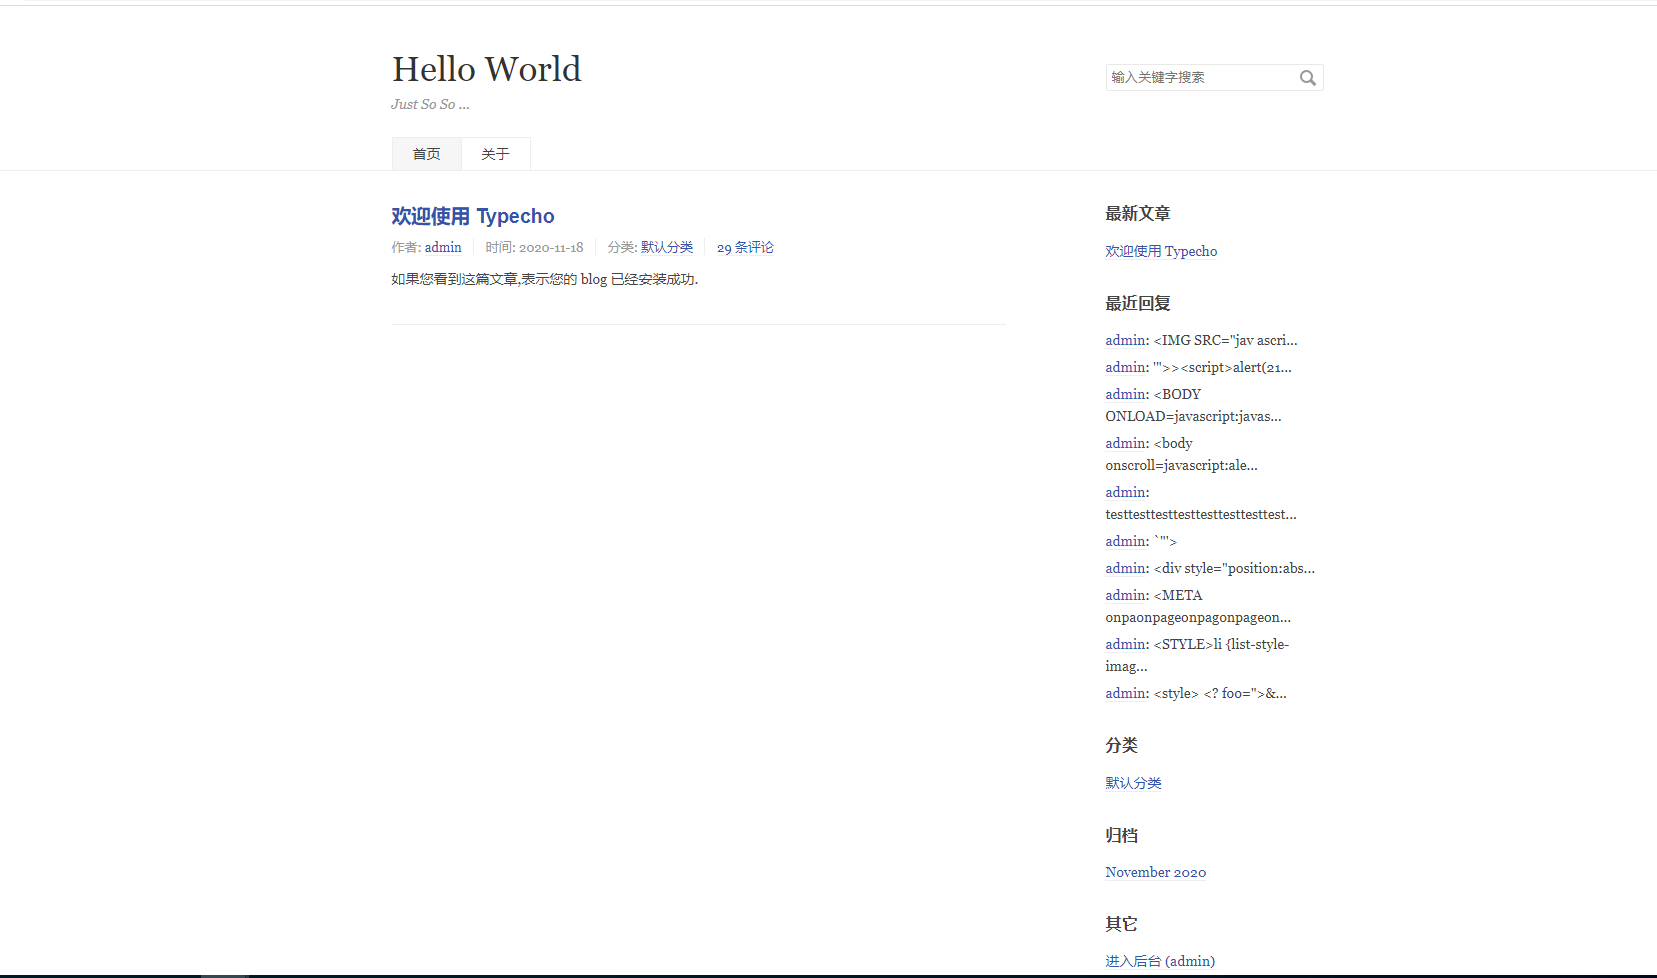 Hello World
Just So So ...
输入关键字搜索
首页 关于
欢迎使用 Typecho
作者: admin 时间: 2020-11-18 分类: 默认分类 29 条评论
如果您看到这篇文章,表示您的 blog 已经安装成功.
最新文章
欢迎使用 Typecho
最近回复
admin: <IMG SRC="jav ascri...
admin: '">><script>alert(21...
admin: <BODY
ONLOAD=javascript:javas...
admin: <body
onscroll=javascript:ale...
admin:
testtesttesttesttesttesttesttest...
admin: `"'>
admin: <div style="position:abs...
admin: <META
onpaonpageonpagonpageon...
admin: <STYLE>li {list-style-
imag...
admin: <style> <? foo=">&...
分类
默认分类
归档
November 2020
其它
进入后台 (admin)